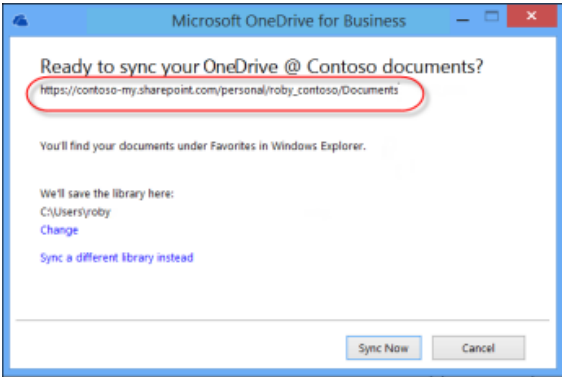 Microsoft OneDrive for Business
Ready to sync your OneDrive @ Contoso documents?
https://contoso-my.sharepoint.com/personal/roby_contoso/Documents
You'll find your documents under Favorites in Windows Explorer.
We'll save the library here:
C:\Users\roby
Change
Sync a different library instead
Sync Now
Cancel